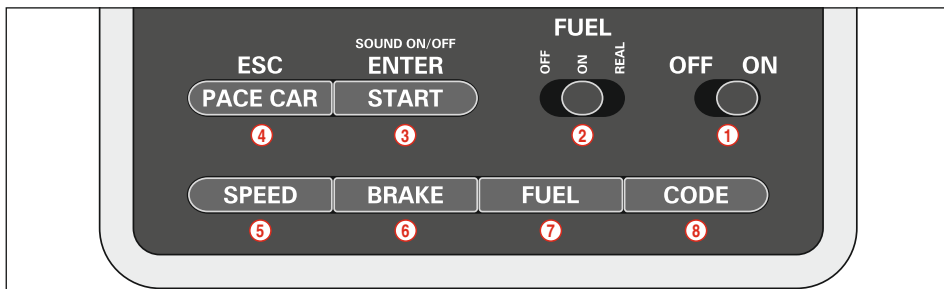 FUEL
SOUND ON/OFF
OFF ON REAL
ESC ENTER OFF ON
PACE CAR START
4 3 2 1
SPEED BRAKE FUEL CODE
5 6 7 8